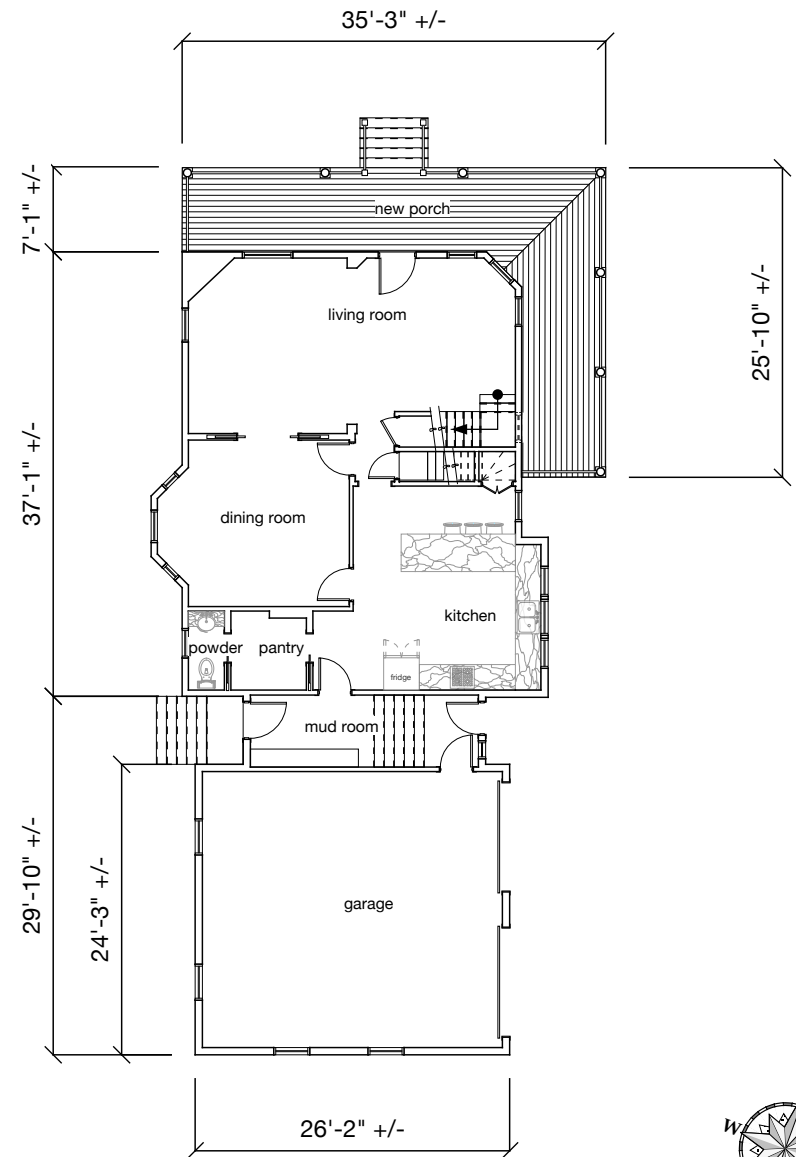 35'-3" +/-
7'-1" +/-
new porch
living room
25'-10" +/-
37'-1" +/-
dining room
kitchen
powder
pantry
fridge
mud room
29'-10" +/-
24'-3" +/-
garage
26'-2" +/-
W